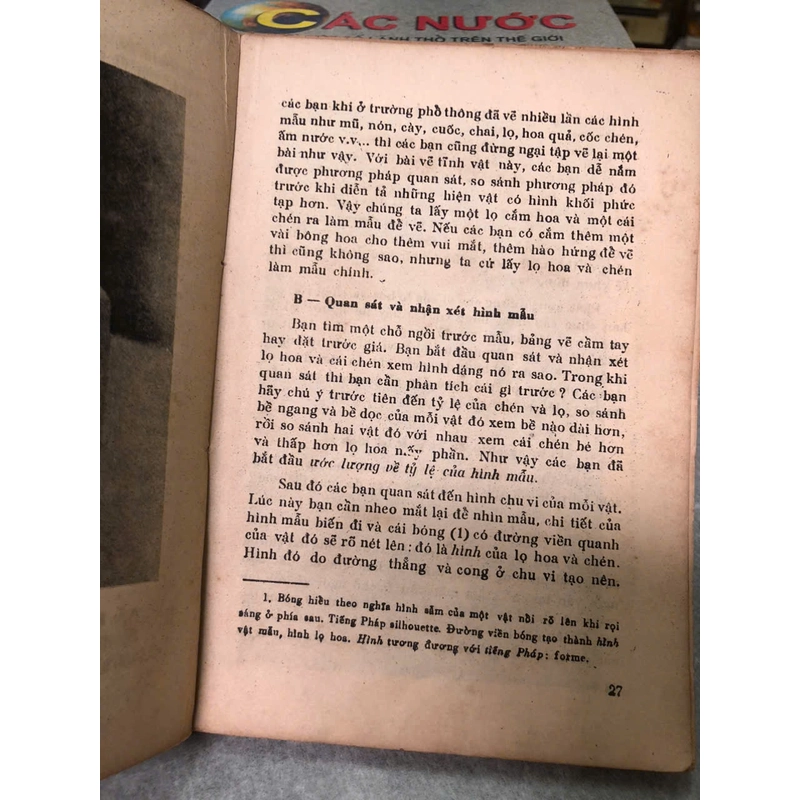 CÁC NƯỚC
LÃNH THỔ TRÊN THẾ GIỚI
các bạn khi ở trường phổ thông đã vẽ nhiều lần các hình
mẫu như mũ, nón, cày, cuốc, chai, lọ, hoa quả, cốc chén,
ấm nước v.v... thì các bạn cũng đừng ngại tập vẽ lại một
bài như vậy. Với bài vẽ tĩnh vật này, các bạn dễ nắm
được phương pháp quan sát, so sánh phương pháp đó
trước khi diễn tả những hiện vật có hình khối phức
tạp hơn. Vậy chúng ta lấy một lọ cắm hoa và một cái
chén ra làm mẫu để vẽ. Nếu các bạn có cắm thêm một
vài bông hoa cho thêm vui mắt, thêm hào hứng để vẽ
thì cũng không sao, nhưng ta cứ lấy lọ hoa và chén
làm mẫu chính.
B — Quan sát và nhận xét hình mẫu
Bạn tìm một chỗ ngồi trước mẫu, bảng vẽ cầm tay
hay đặt trước giá. Bạn bắt đầu quan sát và nhận xét
lọ hoa và cái chén xem hình dáng nó ra sao. Trong khi
quan sát thì bạn cần phân tích cái gì trước ? Các bạn
hãy chú ý trước tiên đến tỷ lệ của chén và lọ, so sánh
bề ngang và bề dọc của mỗi vật đó xem bề nào dài hơn,
rồi so sánh hai vật đó với nhau xem cái chén bé hơn
và thấp hơn lọ hoa mấy phần. Như vậy các bạn đã
bắt đầu ước lượng về tỷ lệ của hình mẫu.
Sau đó các bạn quan sát đến hình chu vi của mỗi vật.
Lúc này bạn cần nheo mắt lại để nhìn mẫu, chi tiết của
hình mẫu biến đi và cái bóng (1) có đường viền quanh
của vật đó sẽ rõ nét lên : đó là hình của lọ hoa và chén.
Hình đó do đường thẳng và cong ở chu vi tạo nên.
1. Bóng hiểu theo nghĩa hình sẫm của một vật nổi rõ lên khi rọi
sáng ở phía sau. Tiếng Pháp silhouette. Đường viền bóng tạo thành hình
vật mẫu, hình lọ hoa. Hình tương đương với tiếng Pháp : forme.
27